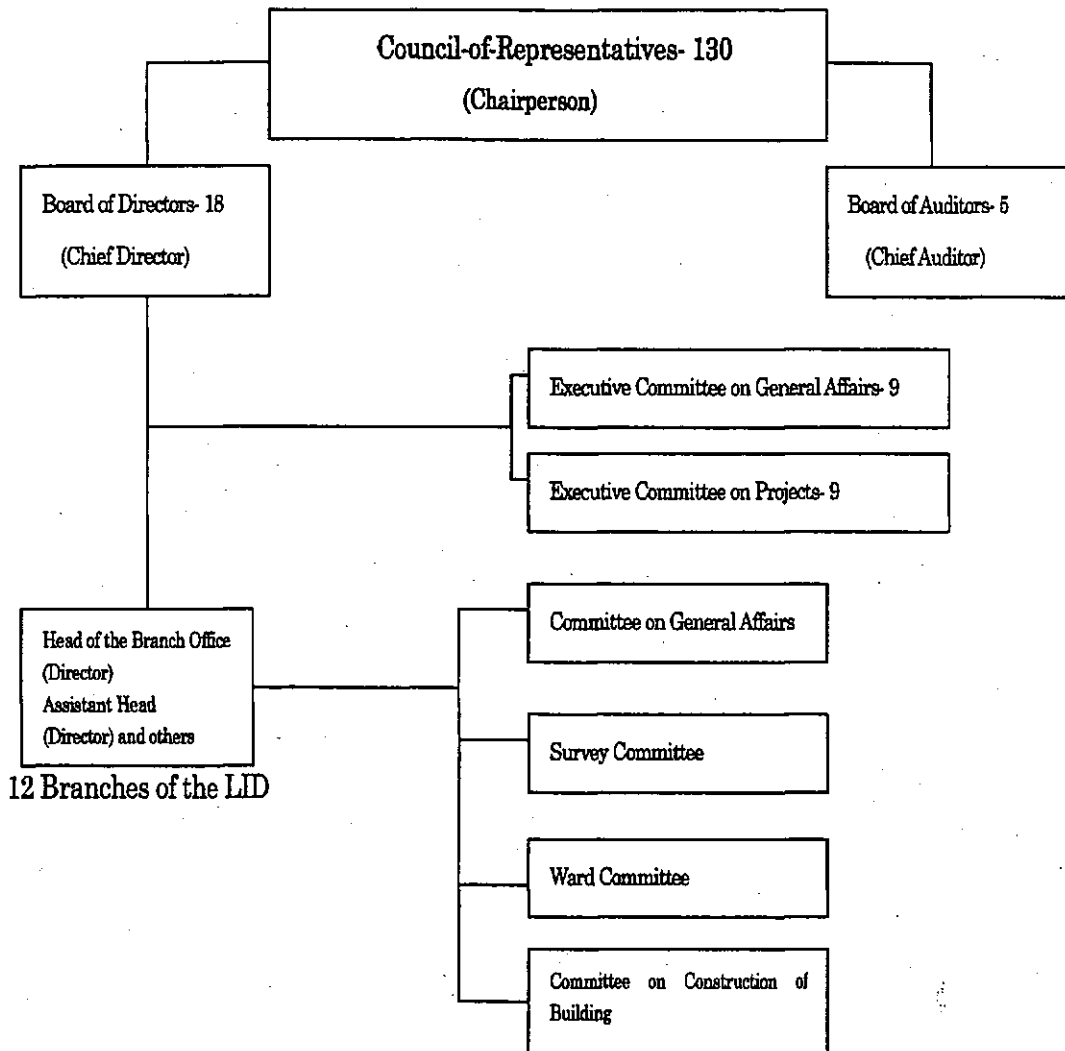 Council-of-Representatives- 130
(Chairperson)
Board of Directors- 18
(Chief Director)
Board of Auditors- 5
(Chief Auditor)
Executive Committee on General Affairs- 9
Executive Committee on Projects- 9
Head of the Branch Office
(Director)
Assistant Head
(Director) and others
12 Branches of the LID
Committee on General Affairs
Survey Committee
Ward Committee
Committee on Construction of
Building